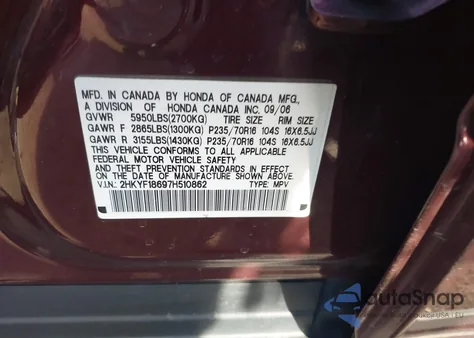 MFD. IN CANADA BY HONDA OF CANADA MFG.,
A DIVISION OF HONDA CANADA INC. 09/06
GVWR 5950LBS(2700KG) TIRE SIZE RIM SIZE
GAWR F 2865LBS(1300KG) P235/70R16 104S 16X6.5JJ
GAWR R 3155LBS(1430KG) P235/70R16 104S 16X6.5JJ
THIS VEHICLE CONFORMS TO ALL APPLICABLE
FEDERAL MOTOR VEHICLE SAFETY
AND THEFT PREVENTION STANDARDS IN EFFECT
ON THE DATE OF MANUFACTURE SHOWN ABOVE.
V.I.N.: 2HKYF18697H510862 TYPE: MPV
autoSnap